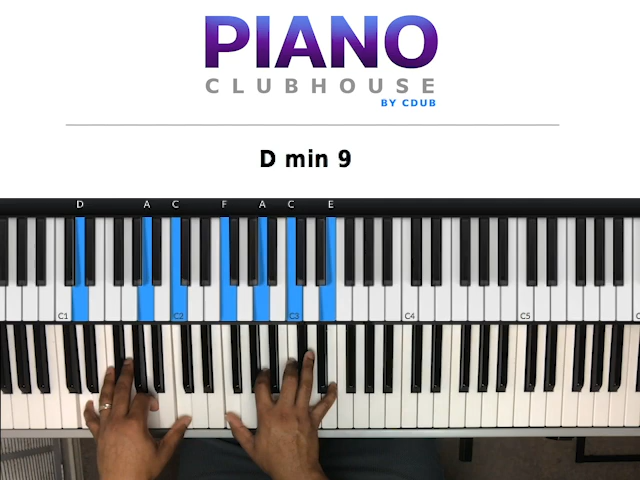 PIANO
CLUBHOUSE
BY CDUB
D min 9
D A C F A C E
C1 C2 C3 C4 C5